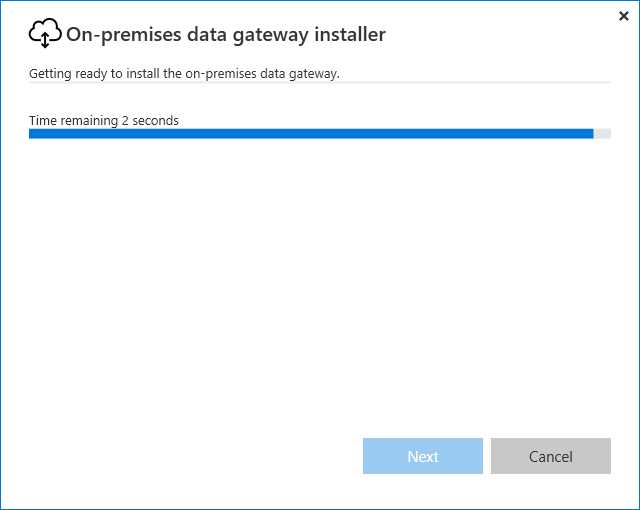 On-premises data gateway installer
Getting ready to install the on-premises data gateway.
Time remaining 2 seconds
Next
Cancel